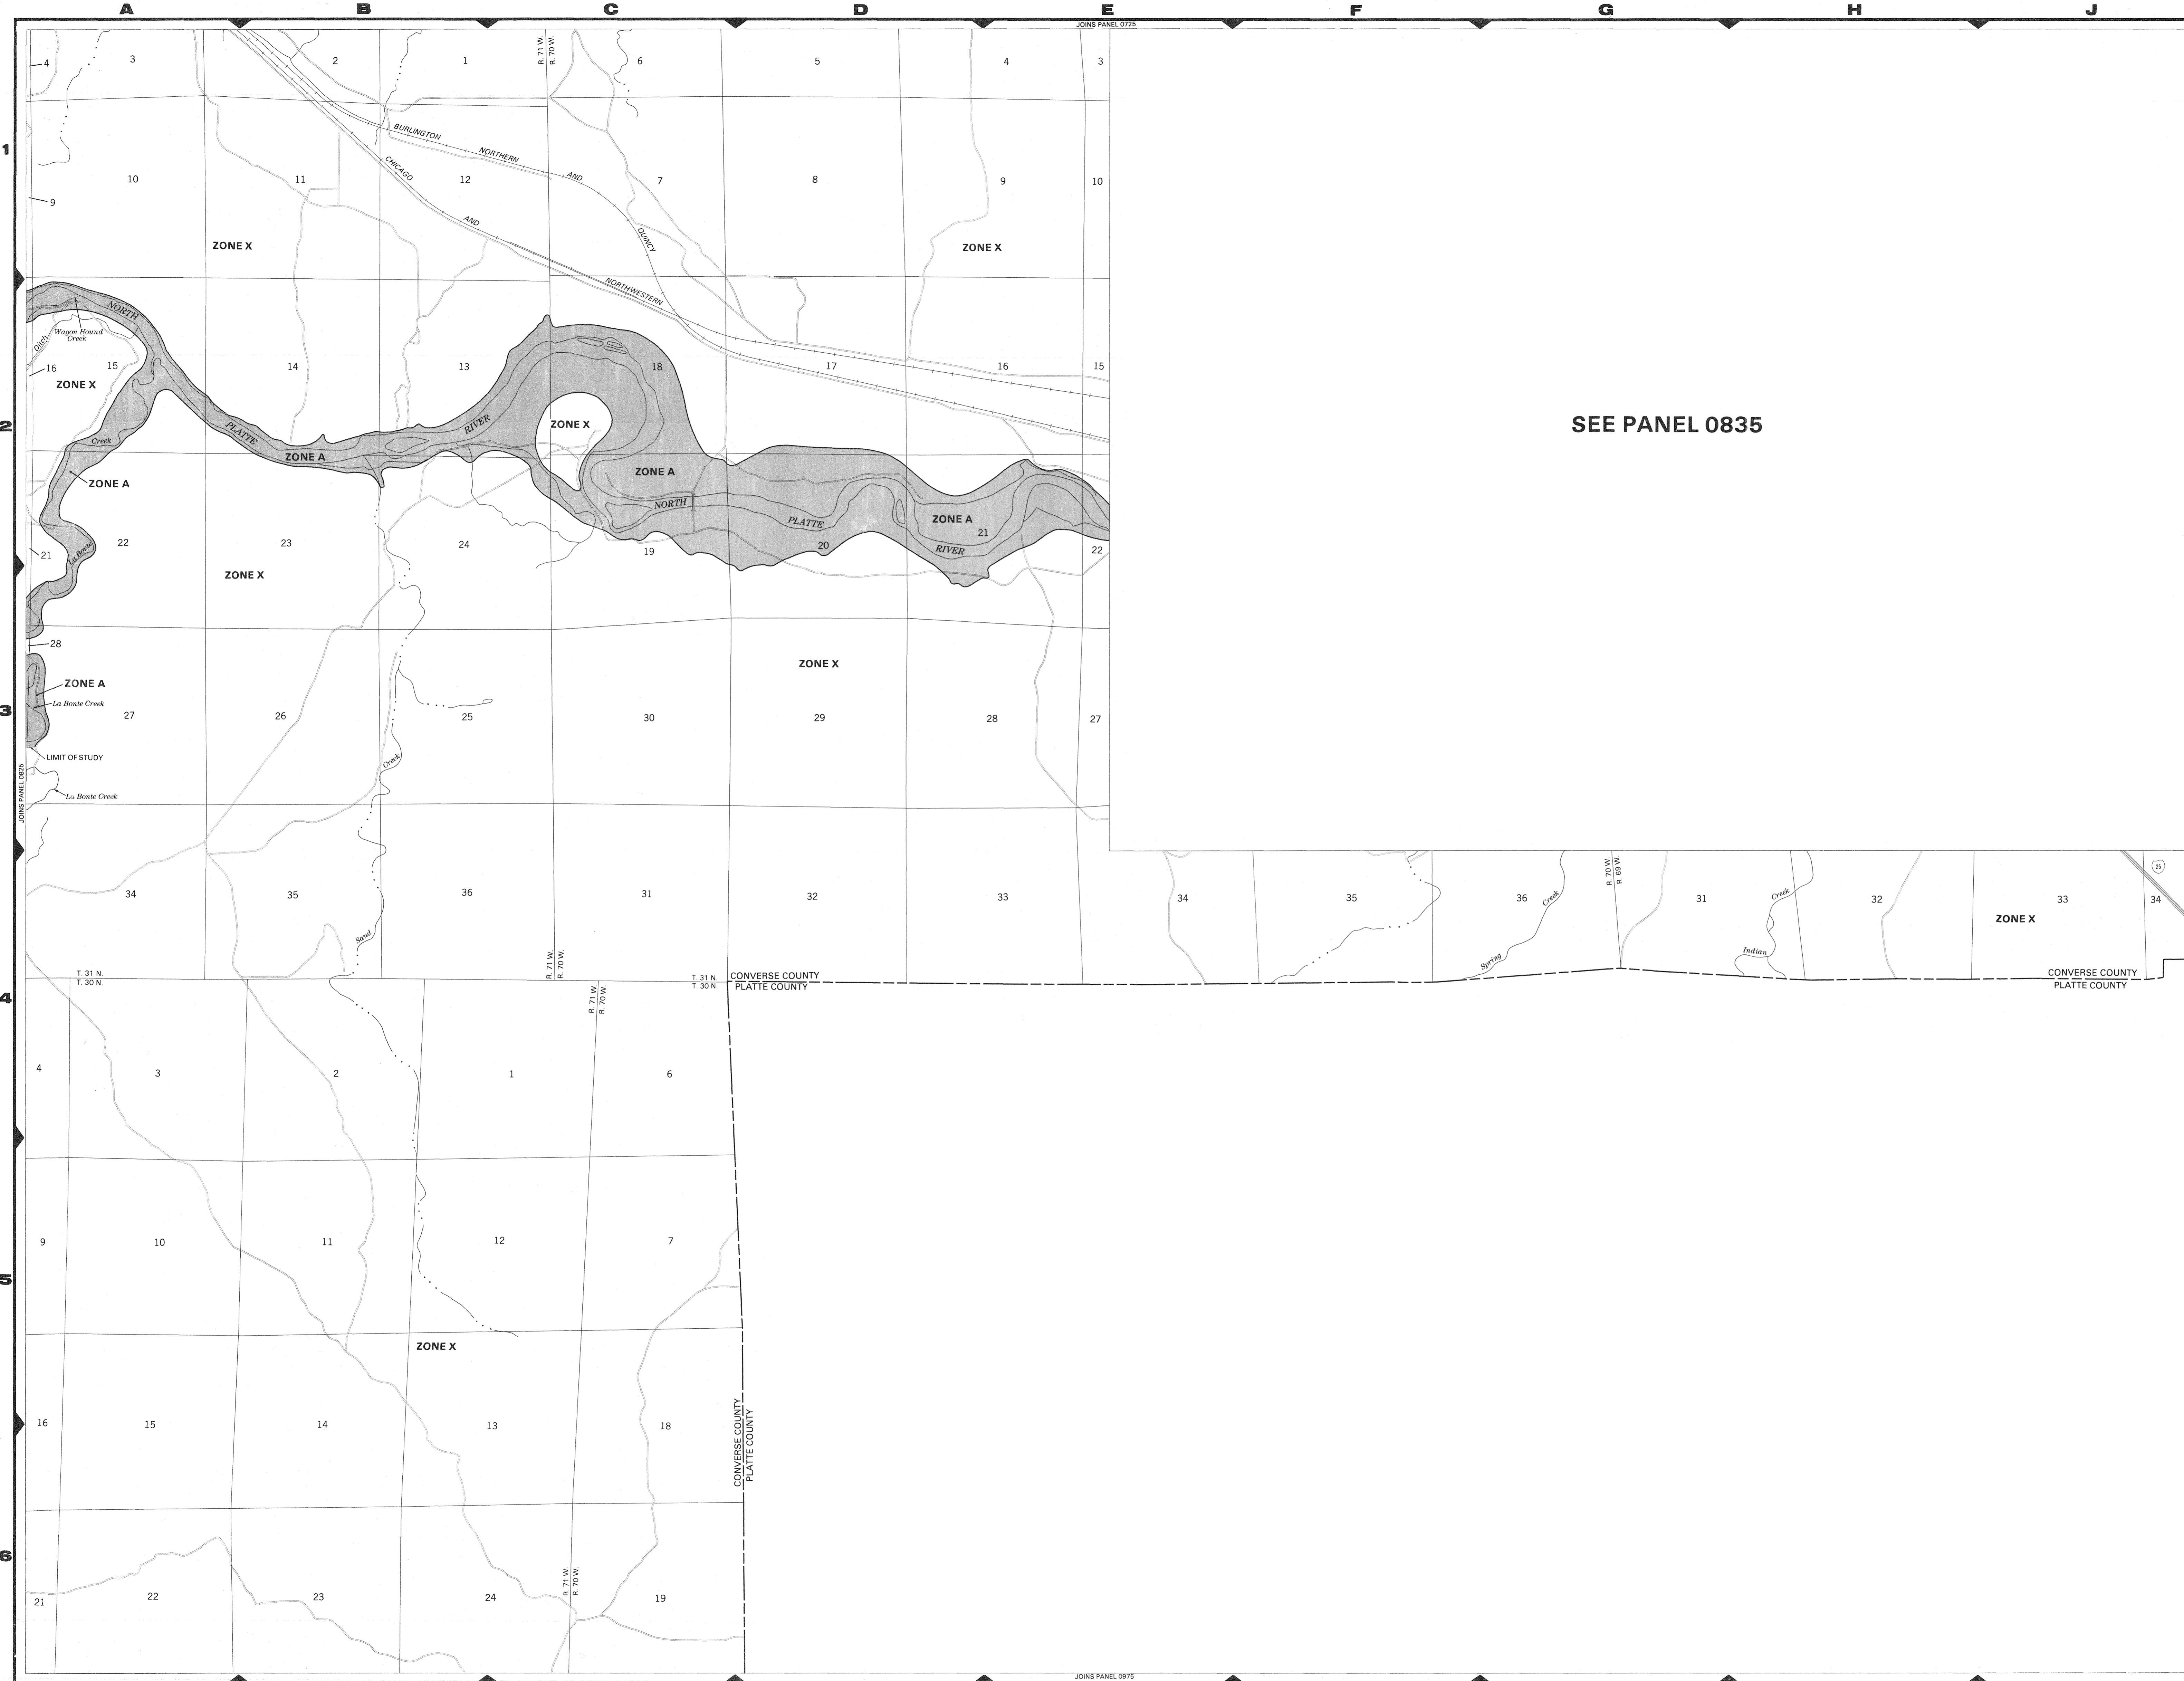 A B C D E F G H J
JOINS PANEL 0725
R. 71 W.
R. 70 W.
4 3 2 1 6 5 4 3
1
BURLINGTON NORTHERN AND QUINCY
CHICAGO AND NORTHWESTERN
10 11 12 7 8 9 10
9
ZONE X
ZONE X
NORTH
Wagon Hound
Creek
Ditch
16 15 14 13 18 17 16 15
ZONE X
2
PLATTE
RIVER
ZONE X
SEE PANEL 0835
Creek
ZONE A
ZONE A
ZONE A
NORTH
PLATTE
RIVER
ZONE A
21
La Bonte
21 22 23 24 19 20 22
ZONE X
28
ZONE X
ZONE A
La Bonte Creek
3
27 26 25 30 29 28 27
LIMIT OF STUDY
Creek
La Bonte Creek
JOINS PANEL 0825
R. 70 W.
R. 69 W.
25
34 35 36 31 32 33 34 35 36 31 32 33 34
Creek
Creek
ZONE X
Sand
Spring
Indian
R. 71 W.
R. 70 W.
T. 31 N.
T. 30 N.
T. 31 N.
T. 30 N.
CONVERSE COUNTY
PLATTE COUNTY
CONVERSE COUNTY
PLATTE COUNTY
4
R. 71 W.
R. 70 W.
4 3 2 1 6
9 10 11 12 7
5
ZONE X
16 15 14 13 18
CONVERSE COUNTY
PLATTE COUNTY
6
R. 71 W.
R. 70 W.
21 22 23 24 19
JOINS PANEL 0975